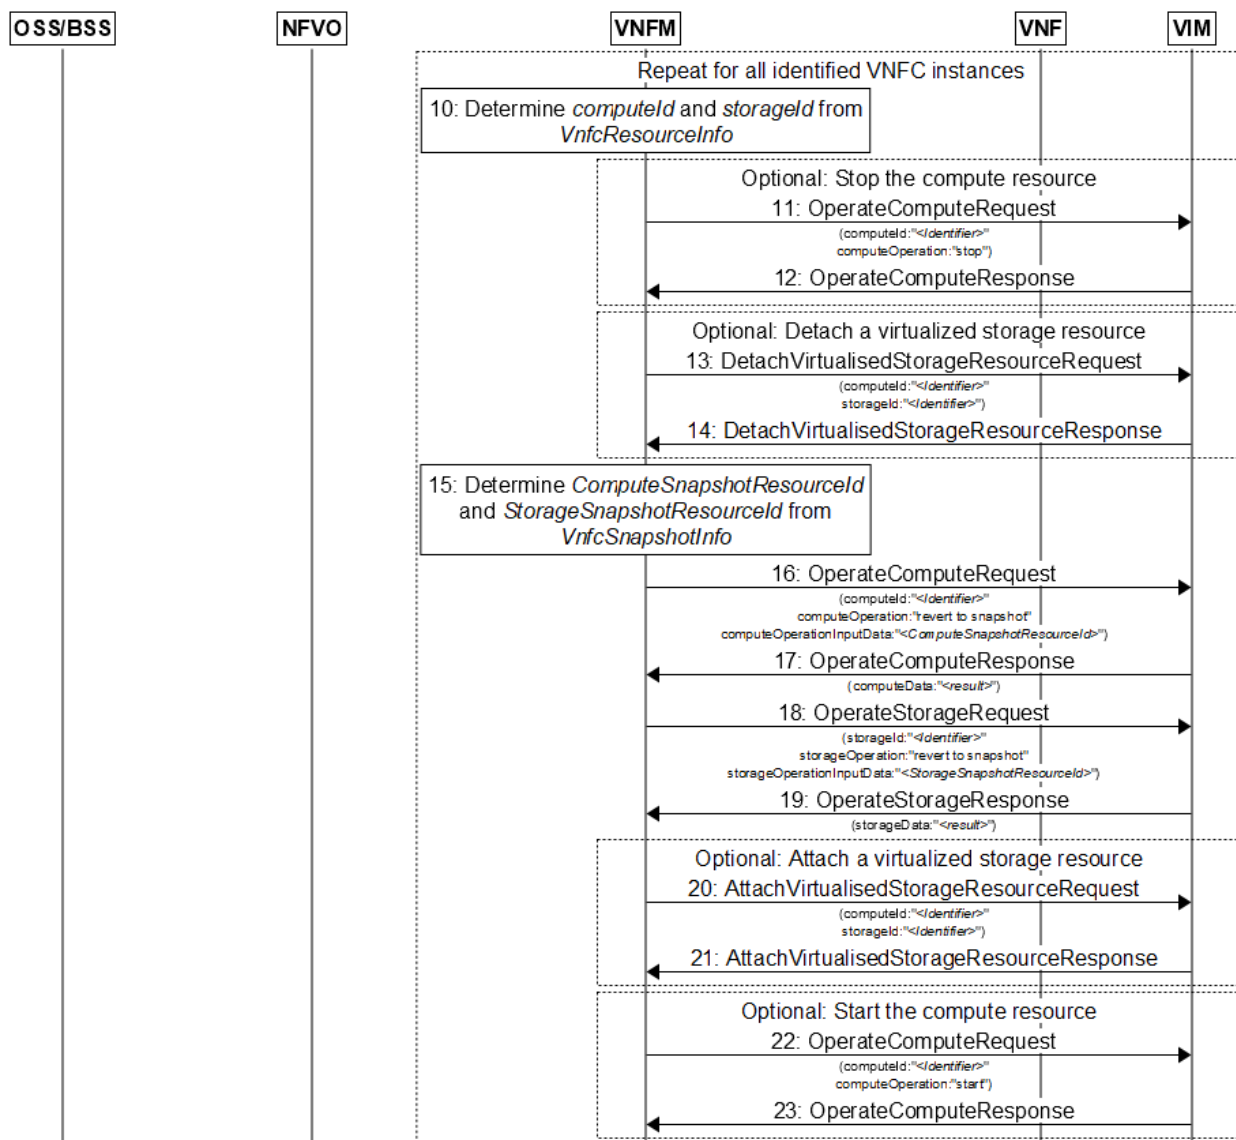 OSS/BSS
NFVO
VNFM
VNF
VIM
Repeat for all identified VNFC instances
10: Determine computeId and storageId from
VnfcResourceInfo
Optional: Stop the compute resource
11: OperateComputeRequest
(computeId:"<Identifier>"
computeOperation:"stop")
12: OperateComputeResponse
Optional: Detach a virtualized storage resource
13: DetachVirtualisedStorageResourceRequest
(computeId:"<Identifier>"
storageId:"<Identifier>")
14: DetachVirtualisedStorageResourceResponse
15: Determine ComputeSnapshotResourceId
and StorageSnapshotResourceId from
VnfcSnapshotInfo
16: OperateComputeRequest
(computeId:"<Identifier>"
computeOperation:"revert to snapshot"
computeOperationInputData:"<ComputeSnapshotResourceId>")
17: OperateComputeResponse
(computeData:"<result>")
18: OperateStorageRequest
(storageId:"<Identifier>"
storageOperation:"revert to snapshot"
storageOperationInputData:"<StorageSnapshotResourceId>")
19: OperateStorageResponse
(storageData:"<result>")
Optional: Attach a virtualized storage resource
20: AttachVirtualisedStorageResourceRequest
(computeId:"<Identifier>"
storageId:"<Identifier>")
21: AttachVirtualisedStorageResourceResponse
Optional: Start the compute resource
22: OperateComputeRequest
(computeId:"<Identifier>"
computeOperation:"start")
23: OperateComputeResponse